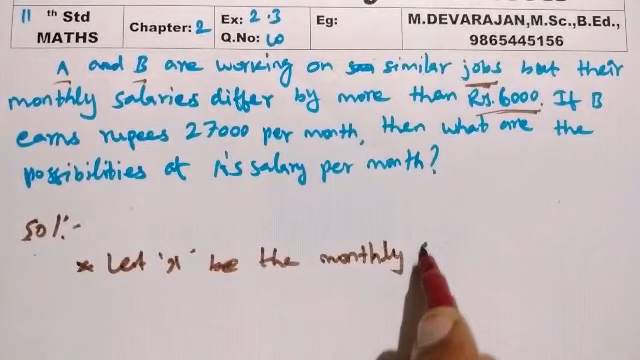 11 th Std
MATHS
Chapter: 2
Ex: 2.3
Q.No: 10
Eg:
M.DEVARAJAN,M.Sc.,B.Ed.,
9865445156
A and B are working on similar jobs but their
monthly salaries differ by more than Rs.6000. If B
earns rupees 27000 per month, then what are the
possibilities of A's salary per month?
Sol:-
* Let 'x' be the monthly